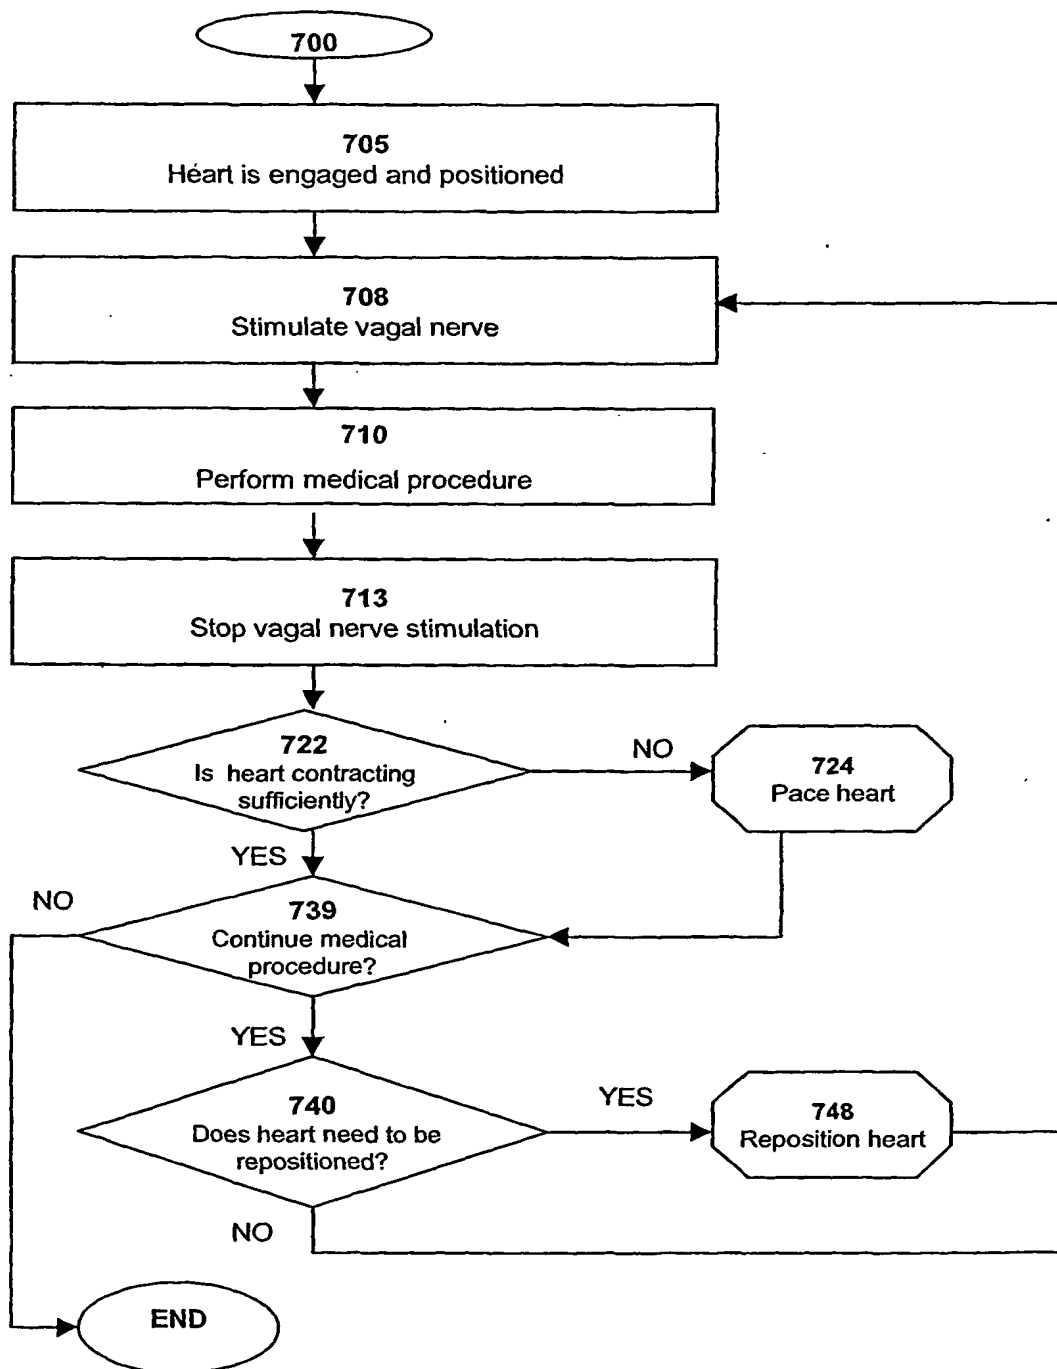 700
705
Heart is engaged and positioned
708
Stimulate vagal nerve
710
Perform medical procedure
713
Stop vagal nerve stimulation
722
Is heart contracting
sufficiently?
NO
724
Pace heart
YES
NO
739
Continue medical
procedure?
YES
740
Does heart need to be
repositioned?
YES
748
Reposition heart
NO
END